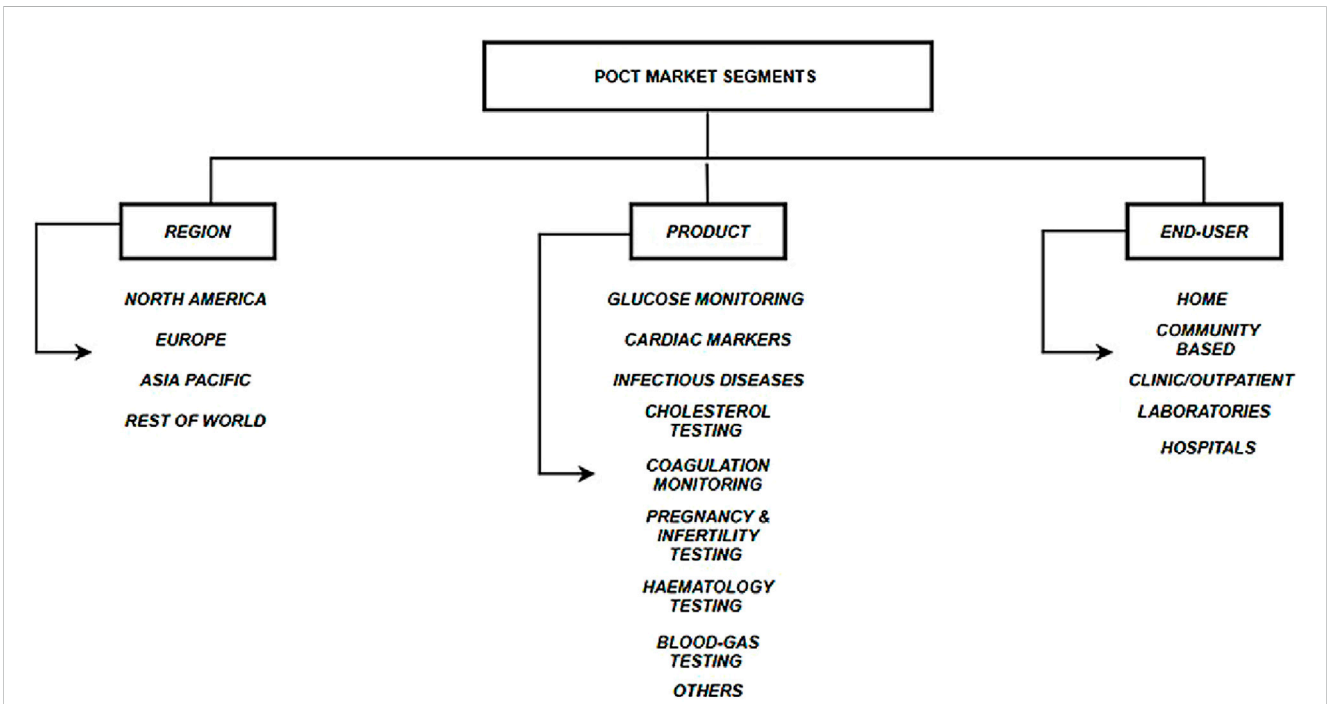 POCT MARKET SEGMENTS
REGION
NORTH AMERICA
EUROPE
ASIA PACIFIC
REST OF WORLD
PRODUCT
GLUCOSE MONITORING
CARDIAC MARKERS
INFECTIOUS DISEASES
CHOLESTEROL
TESTING
COAGULATION
MONITORING
PREGNANCY &
INFERTILITY
TESTING
HAEMATOLOGY
TESTING
BLOOD-GAS
TESTING
OTHERS
END-USER
HOME
COMMUNITY
BASED
CLINIC/OUTPATIENT
LABORATORIES
HOSPITALS